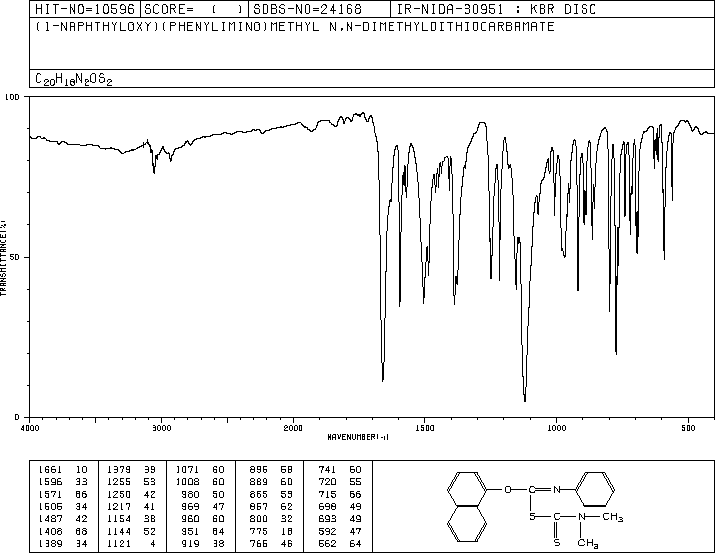 HIT-NO=10596 SCORE= ( ) SDBS-NO=24168 IR-NIDA-30951 : KBR DISC
(1-NAPHTHYLOXY)(PHENYLIMINO)METHYL N,N-DIMETHYLDITHIOCARBAMATE
C20H18N2OS2
100
50
0
TRANSMITTANCE(%)
4000 3000 2000 1500 1000 500
WAVENUMBER(-1)
1661 10 1379 39 1071 60 896 58 741 60
1596 33 1255 53 1008 60 889 60 720 55
1571 66 1250 42 980 50 865 59 715 66
1505 34 1217 41 969 47 857 62 698 49
1487 42 1154 38 960 60 800 32 693 49
1408 68 1144 52 951 64 775 18 592 47
1389 34 1121 4 919 38 766 46 562 64
O C N
S C N CH3
S CH3